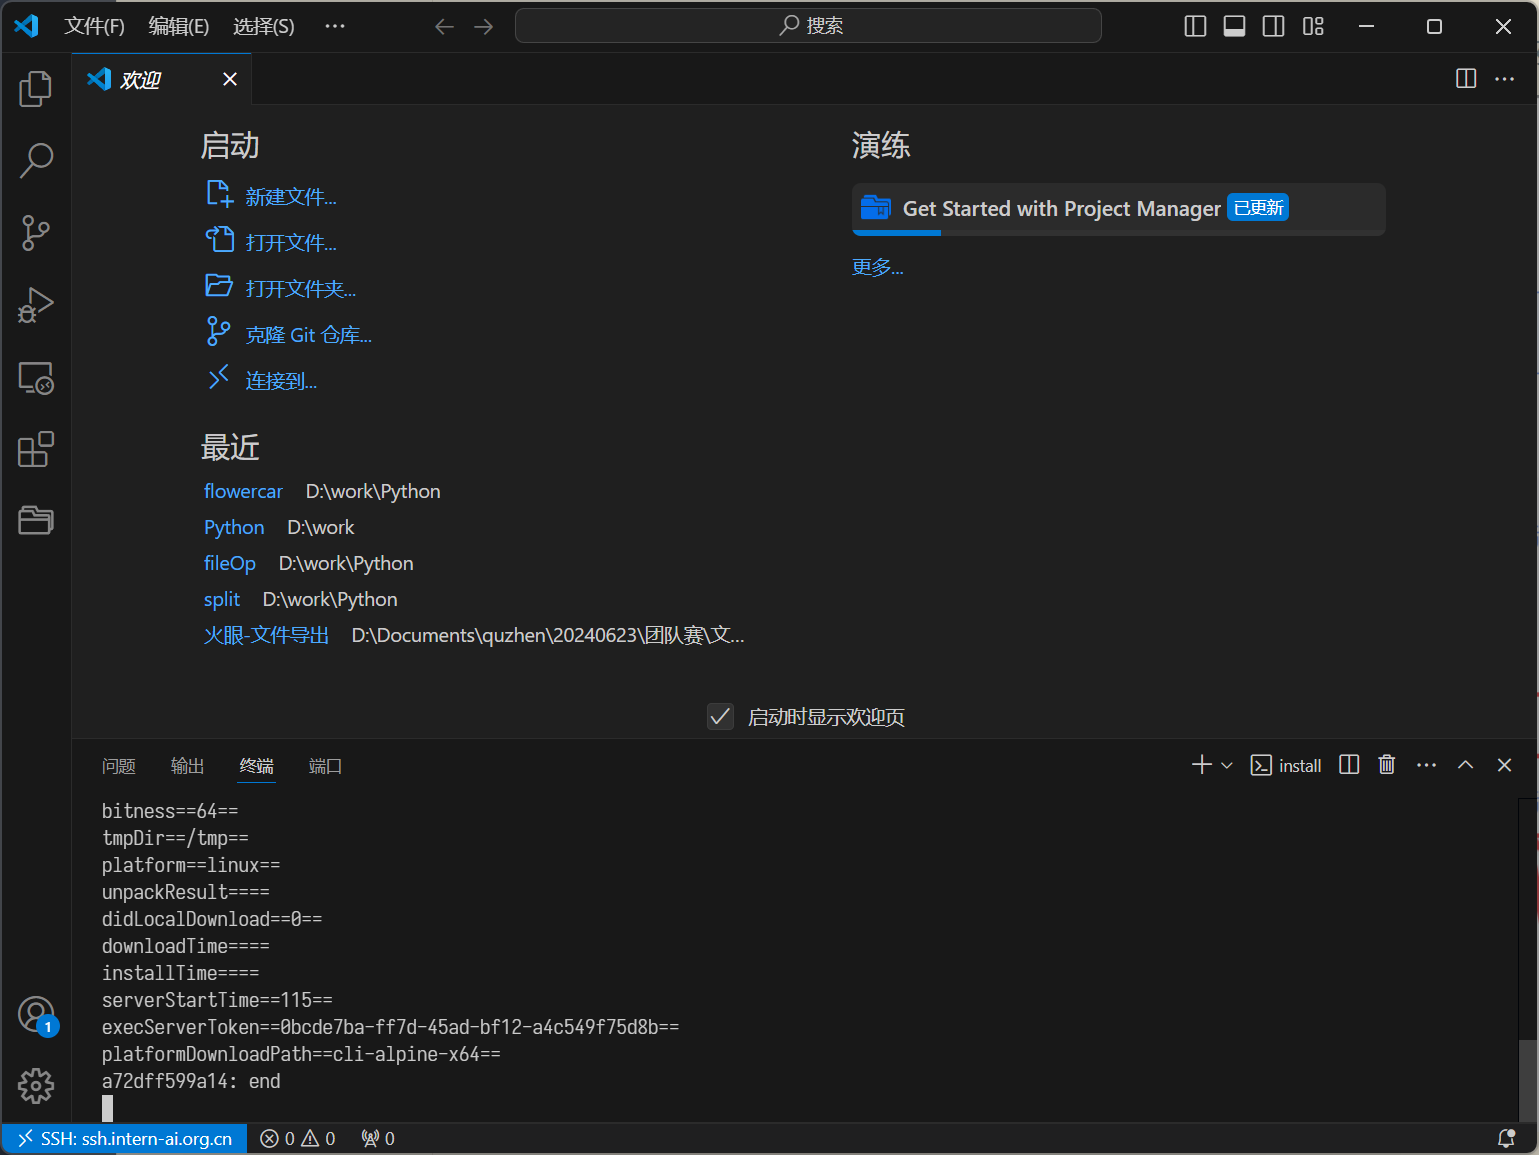 文件(F) 编辑(E) 选择(S) ··· 搜索
欢迎
启动
新建文件...
打开文件...
打开文件夹...
克隆 Git 仓库...
连接到...
最近
flowercar D:\work\Python
Python D:\work
fileOp D:\work\Python
split D:\work\Python
火眼-文件导出 D:\Documents\quzhen\20240623\团队赛\文...
演练
Get Started with Project Manager 已更新
更多...
启动时显示欢迎页
问题 输出 终端 端口 install
bitness==64==
tmpDir==/tmp==
platform==linux==
unpackResult====
didLocalDownload==0==
downloadTime====
installTime====
serverStartTime==115==
execServerToken==0bcde7ba-ff7d-45ad-bf12-a4c549f75d8b==
platformDownloadPath==cli-alpine-x64==
a72dff599a14: end
1
SSH: ssh.intern-ai.org.cn 0 0 0